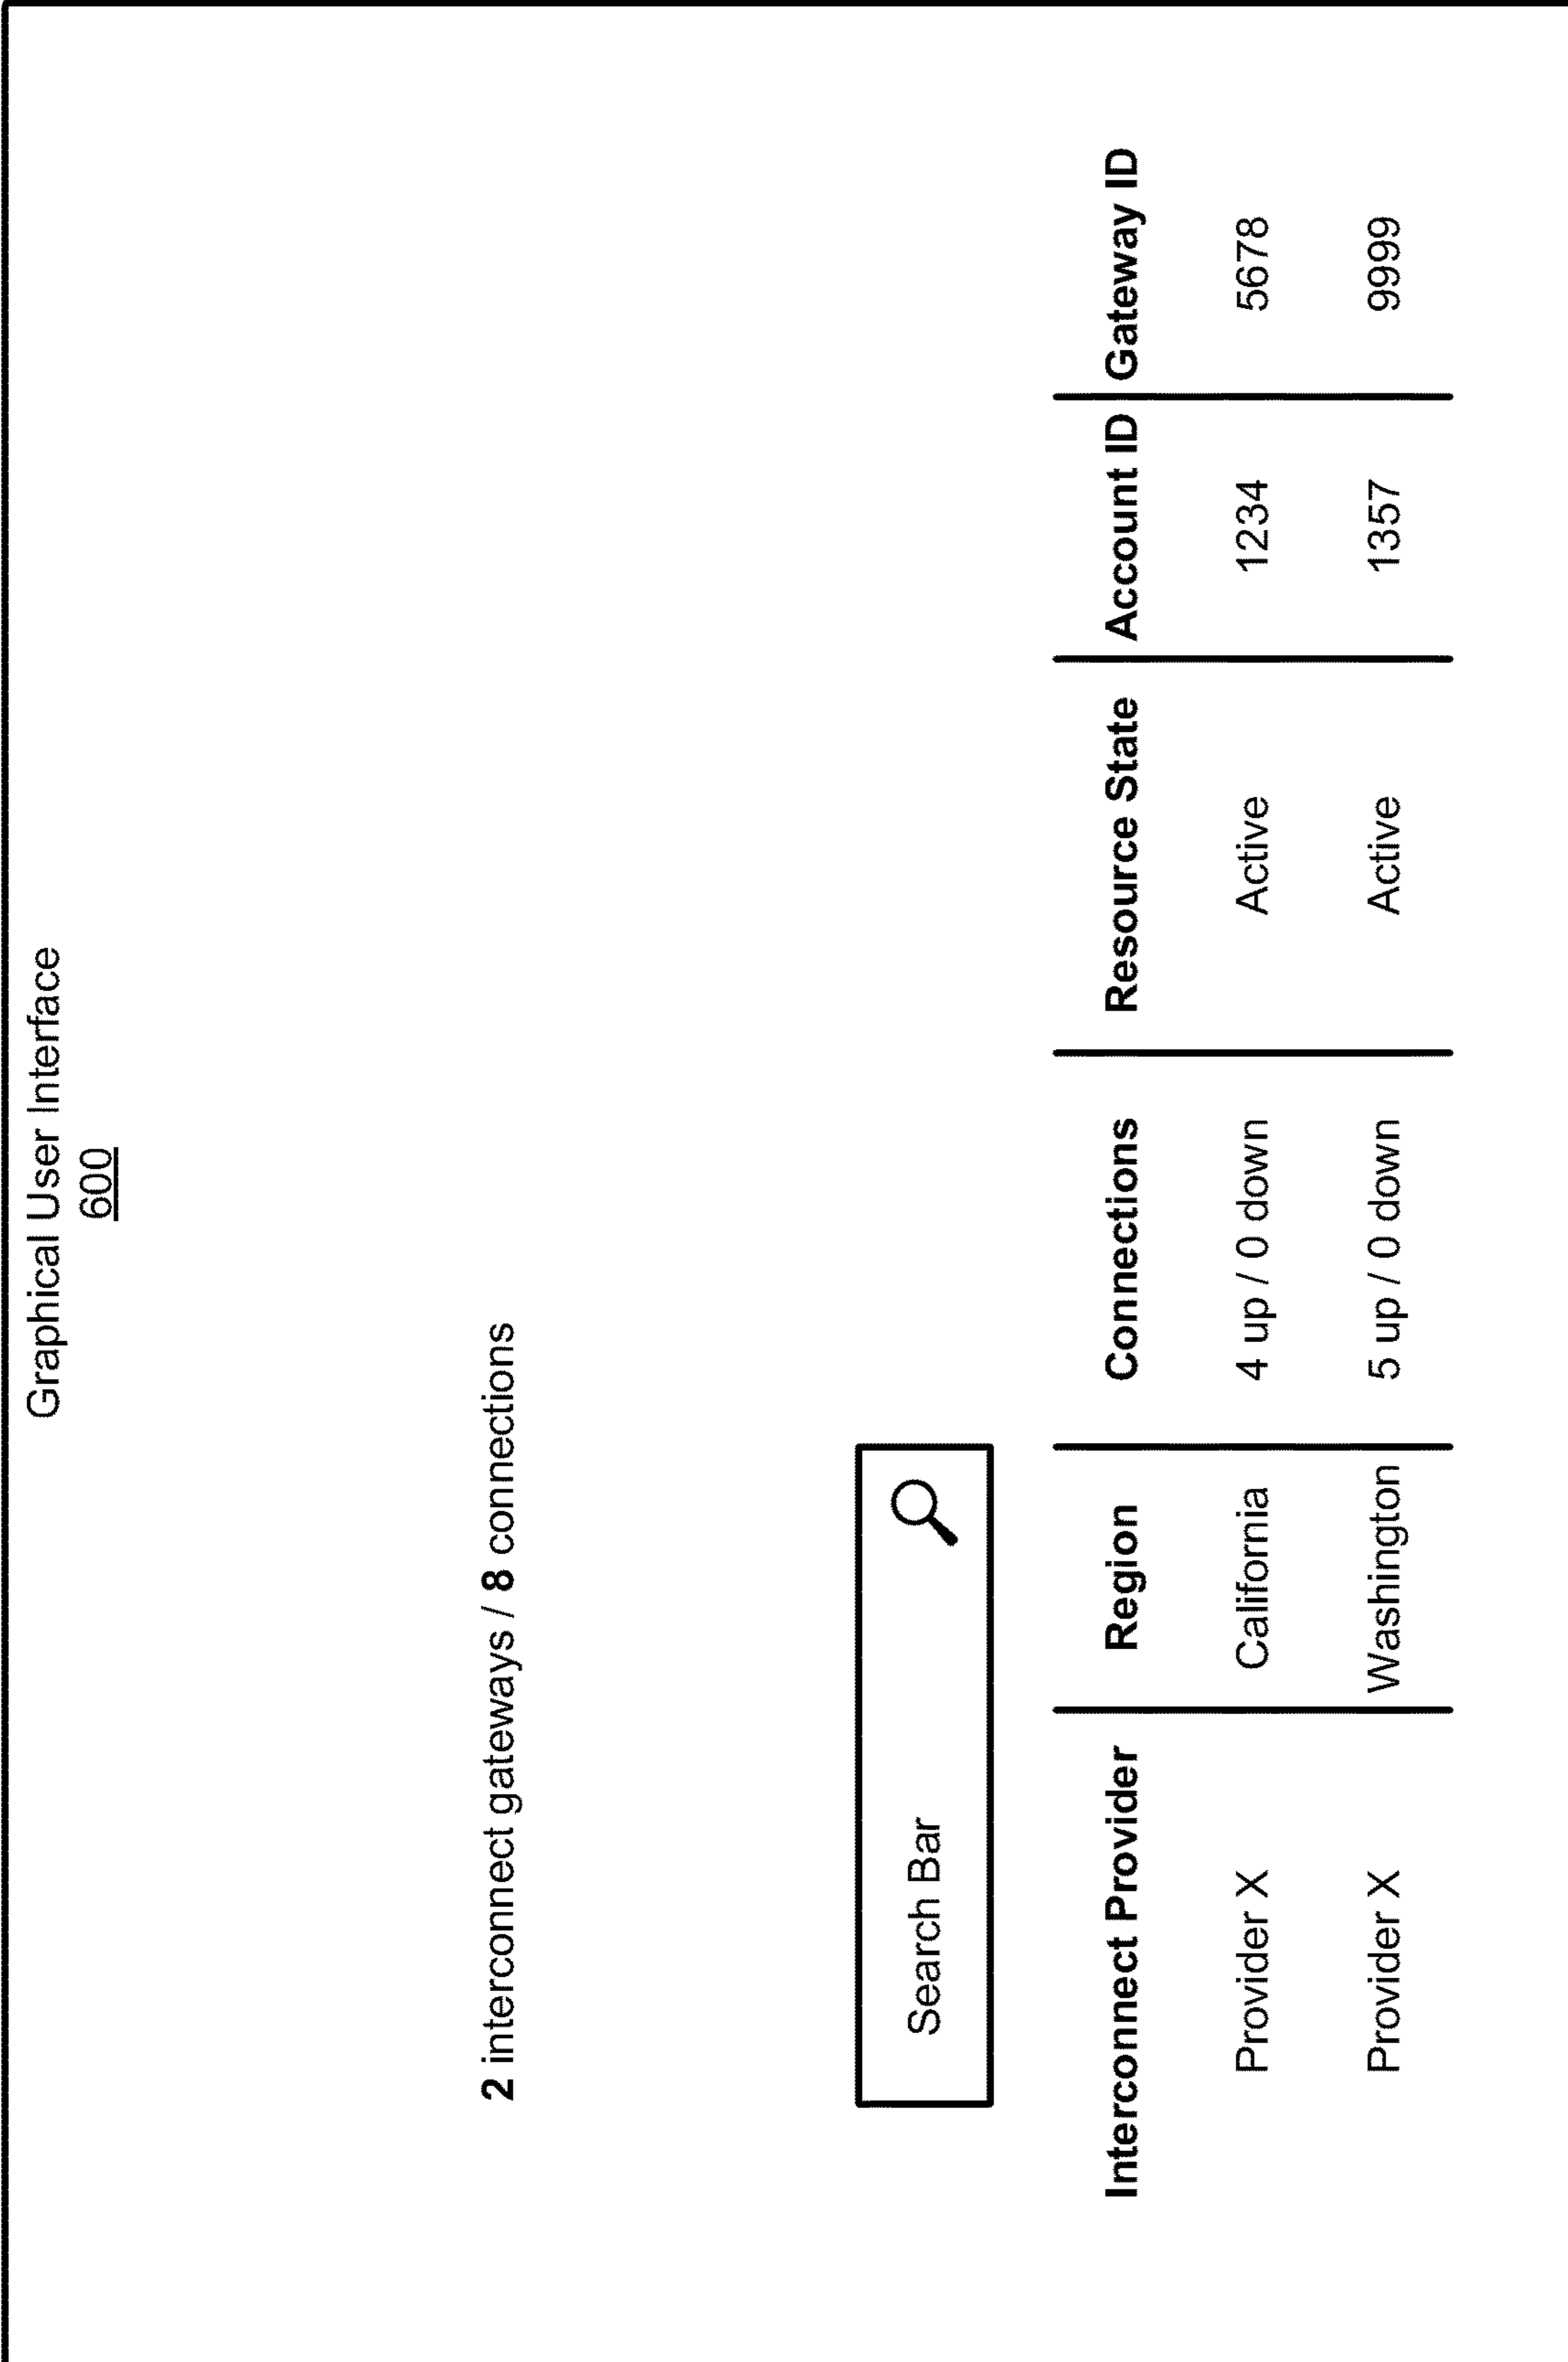 Graphical User Interface
600
2 interconnect gateways / 8 connections
Search Bar
Interconnect Provider Region Connections Resource State Account ID Gateway ID
Provider X California 4 up / 0 down Active 1234 5678
Provider X Washington 5 up / 0 down Active 1357 9999